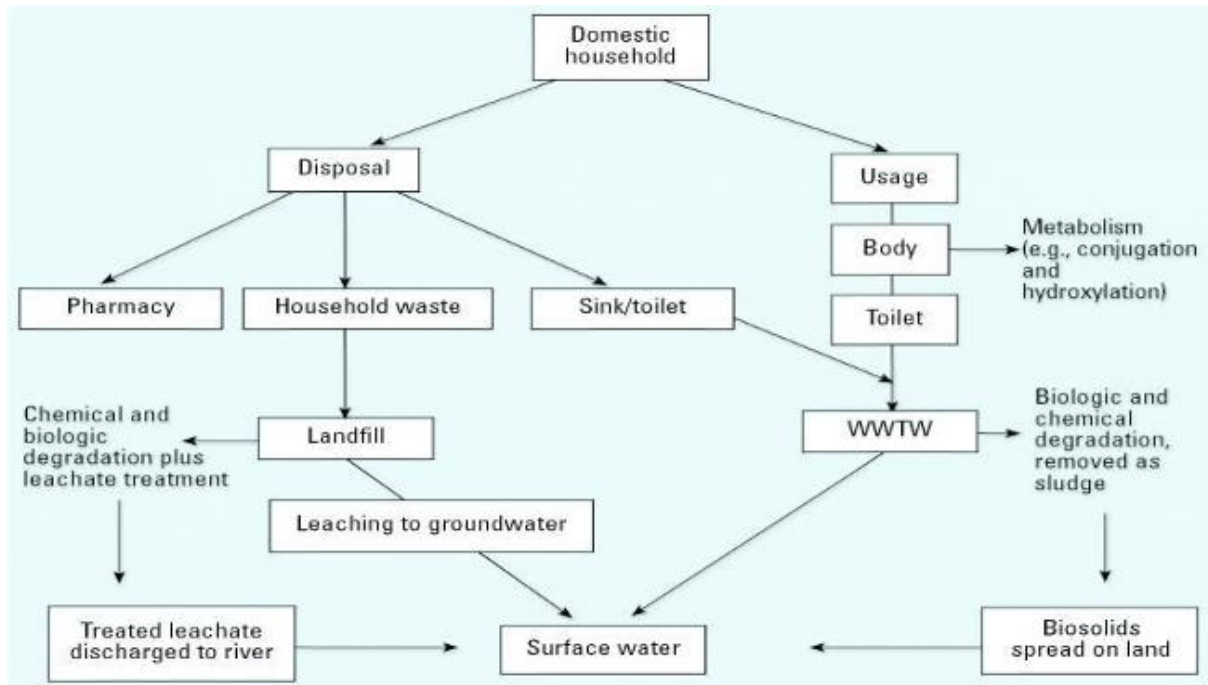 Domestic
household
Disposal
Usage
Body
Metabolism
(e.g., conjugation
and
hydroxylation)
Pharmacy
Household waste
Sink/toilet
Toilet
Chemical and
biologic
degradation plus
leachate treatment
Landfill
WWTW
Biologic and
chemical
degradation,
removed as
sludge
Leaching to groundwater
Treated leachate
discharged to river
Surface water
Biosolids
spread on land